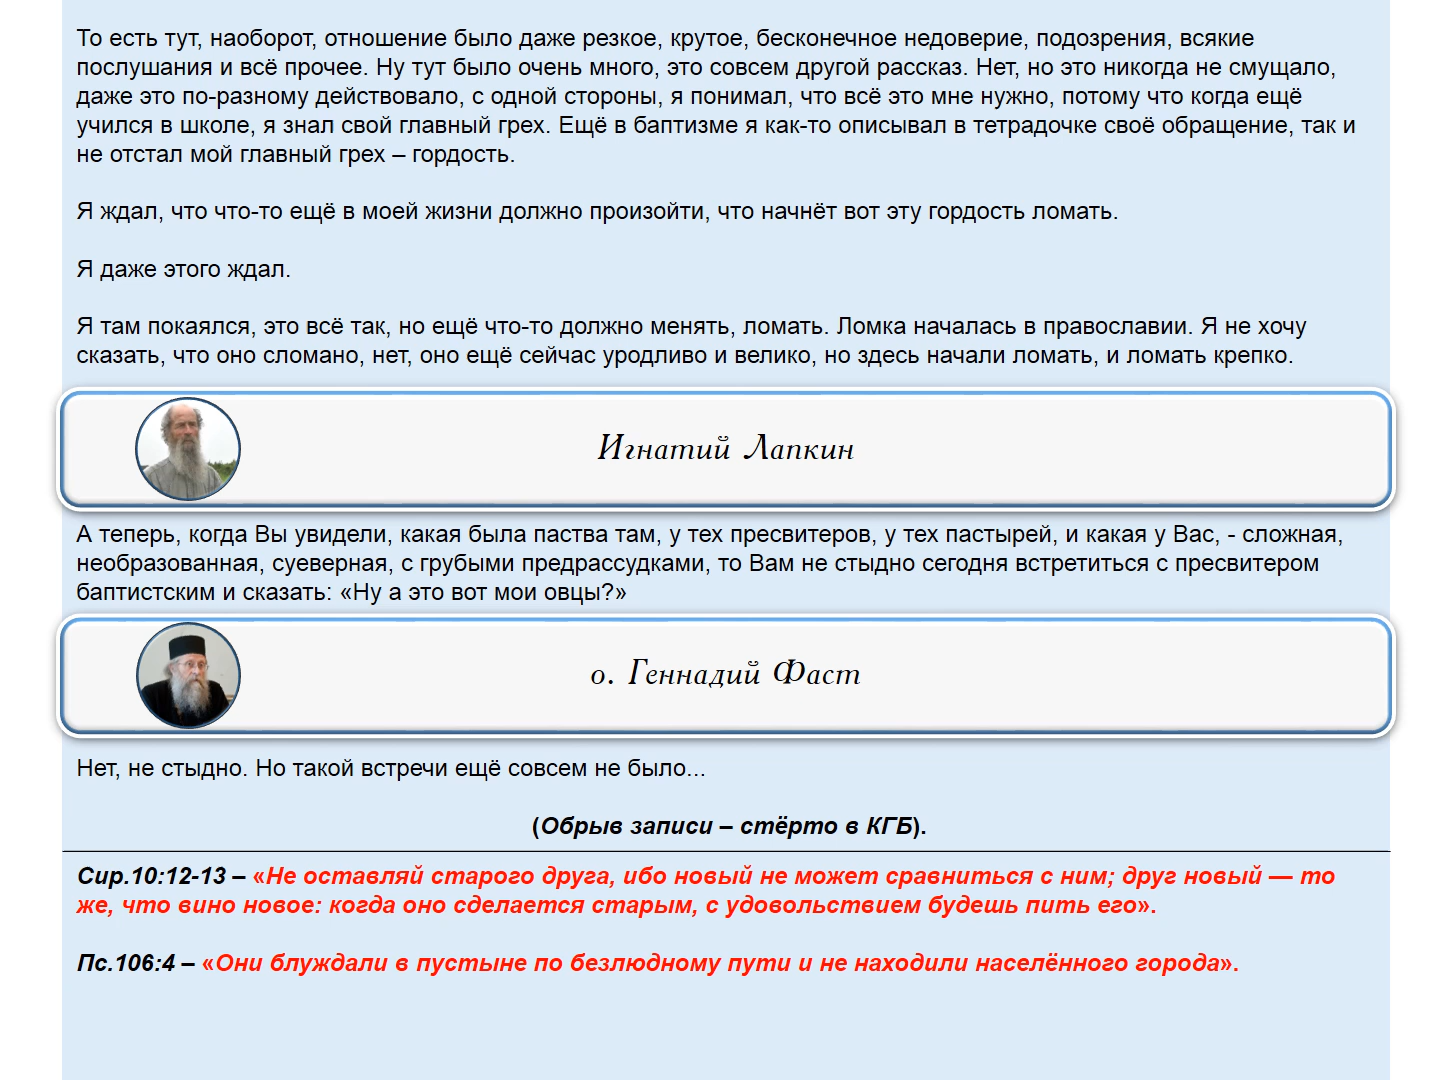 То есть тут, наоборот, отношение было даже резкое, крутое, бесконечное недоверие, подозрения, всякие
послушания и всё прочее. Ну тут было очень много, это совсем другой рассказ. Нет, но это никогда не смущало,
даже это по-разному действовало, с одной стороны, я понимал, что всё это мне нужно, потому что когда ещё
учился в школе, я знал свой главный грех. Ещё в баптизме я как-то описывал в тетрадочке своё обращение, так и
не отстал мой главный грех – гордость.
Я ждал, что что-то ещё в моей жизни должно произойти, что начнёт вот эту гордость ломать.
Я даже этого ждал.
Я там покаялся, это всё так, но ещё что-то должно менять, ломать. Ломка началась в православии. Я не хочу
сказать, что оно сломано, нет, оно ещё сейчас уродливо и велико, но здесь начали ломать, и ломать крепко.
Игнатий Лапкин
А теперь, когда Вы увидели, какая была паства там, у тех пресвитеров, у тех пастырей, и какая у Вас, - сложная,
необразованная, суеверная, с грубыми предрассудками, то Вам не стыдно сегодня встретиться с пресвитером
баптистским и сказать: «Ну а это вот мои овцы?»
о. Геннадий Фаст
Нет, не стыдно. Но такой встречи ещё совсем не было...
(Обрыв записи – стёрто в КГБ).
Сир.10:12-13 – «Не оставляй старого друга, ибо новый не может сравниться с ним; друг новый — то
же, что вино новое: когда оно сделается старым, с удовольствием будешь пить его».
Пс.106:4 – «Они блуждали в пустыне по безлюдному пути и не находили населённого города».